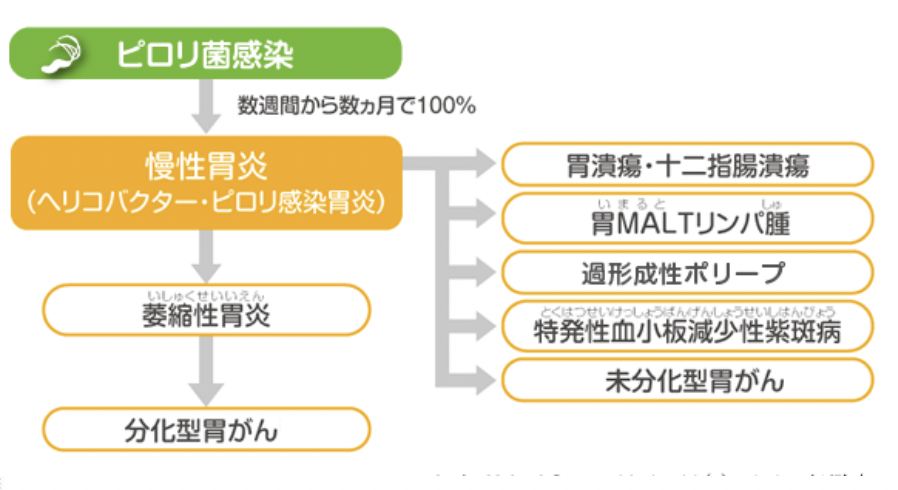 ピロリ菌感染
数週間から数ヵ月で100%
慢性胃炎
（ヘリコバクター・ピロリ感染胃炎）
胃潰瘍・十二指腸潰瘍
いまると しゅ
胃MALTリンパ腫
過形成性ポリープ
いしゅくせいいえん
萎縮性胃炎
とくはつせいけっしょうばんげんしょうせいしはんびょう
特発性血小板減少性紫斑病
未分化型胃がん
分化型胃がん